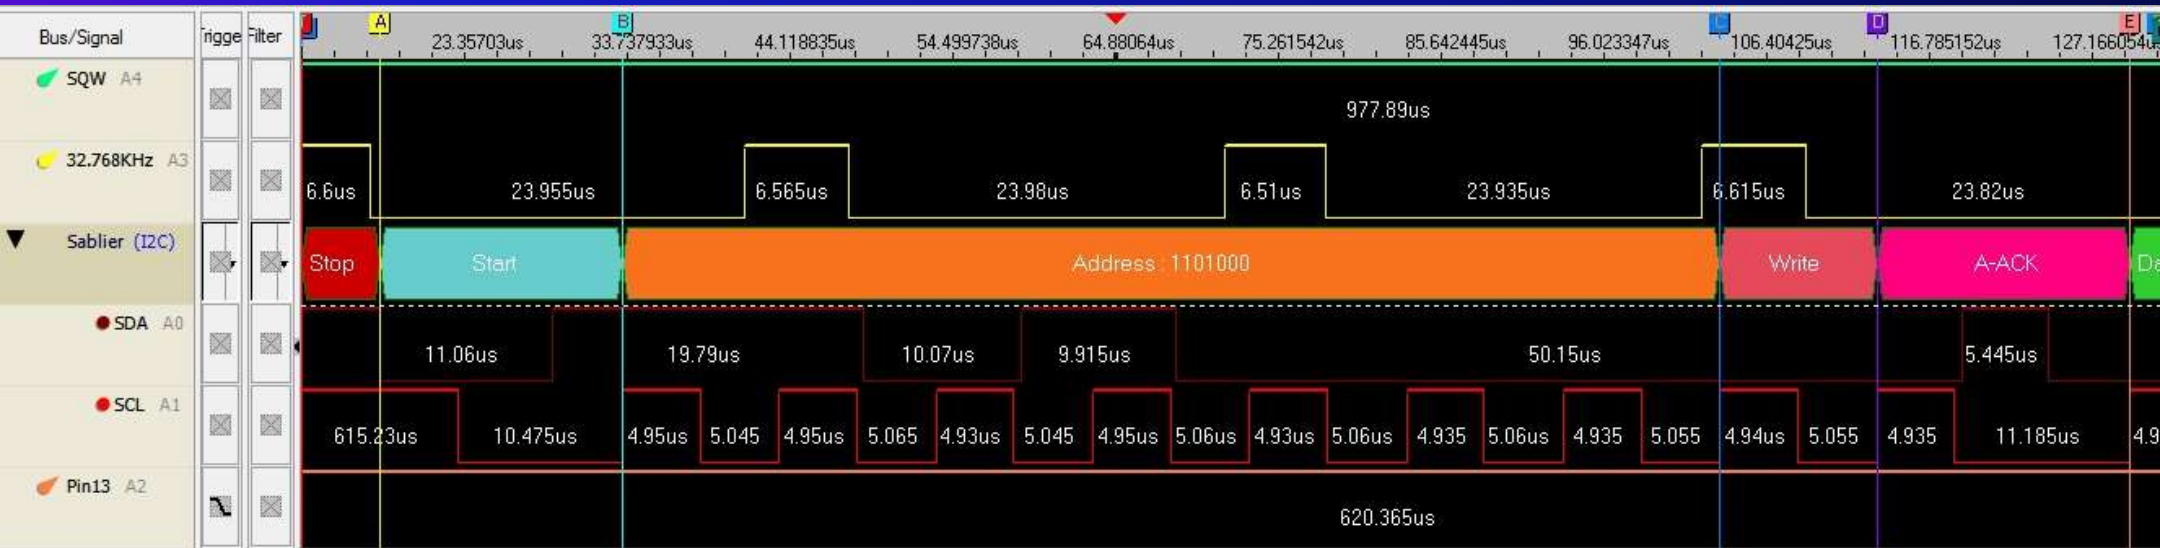 Bus/Signal rigge Filter A B C D E
23.35703us 33.737933us 44.118835us 54.499738us 64.88064us 75.261542us 85.642445us 96.023347us 106.40425us 116.785152us 127.166054u
SQW A4
977.89us
32.768KHz A3
6.6us 23.955us 6.565us 23.98us 6.51us 23.935us 6.615us 23.82us
Sablier (I2C) Stop Start Address : 1101000 Write A-ACK Da
SDA A0
11.06us 19.79us 10.07us 9.915us 50.15us 5.445us
SCL A1
615.23us 10.475us 4.95us 5.045 4.95us 5.065 4.93us 5.045 4.95us 5.06us 4.93us 5.06us 4.935 5.06us 4.935 5.055 4.94us 5.055 4.935 11.185us 4.9
Pin13 A2
620.365us